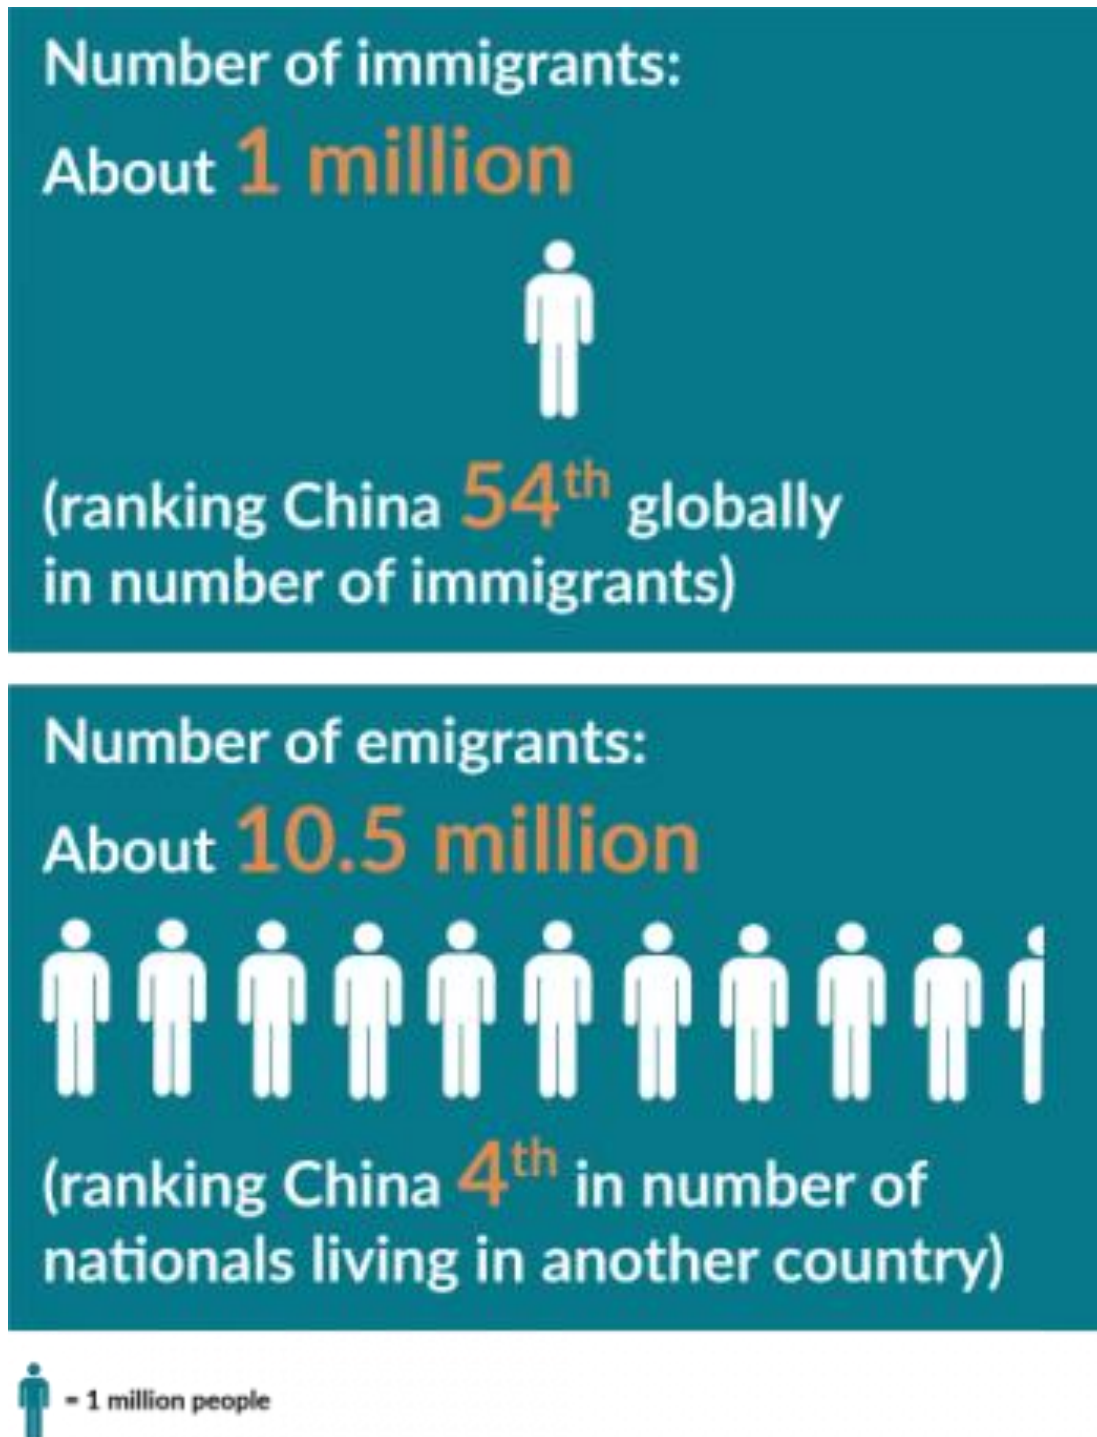 Number of immigrants:
About 1 million
(ranking China 54th globally
in number of immigrants)
Number of emigrants:
About 10.5 million
(ranking China 4th in number of
nationals living in another country)
= 1 million people